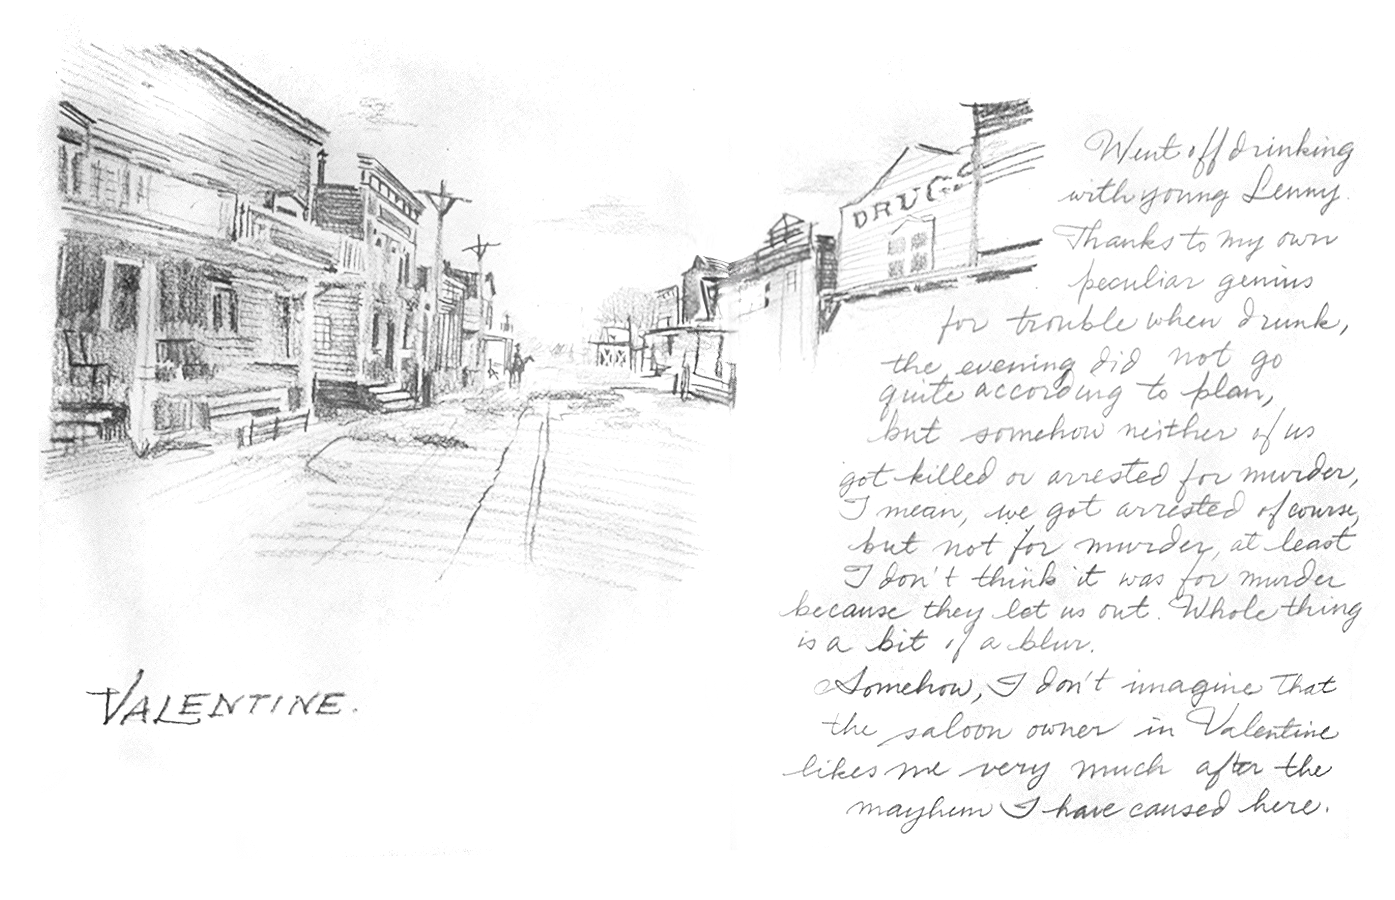 DRUGS
Went off drinking
with young Lenny.
Thanks to my own
peculiar genius
for trouble when drunk,
the evening did not go
quite according to plan,
but somehow neither of us
got killed or arrested for murder,
I mean, we got arrested of course,
but not for murder, at least
I don't think it was for murder
because they let us out. Whole thing
is a bit of a blur.
Somehow, I don't imagine that
the saloon owner in Valentine
likes me very much after the
mayhem I have caused here.
VALENTINE.